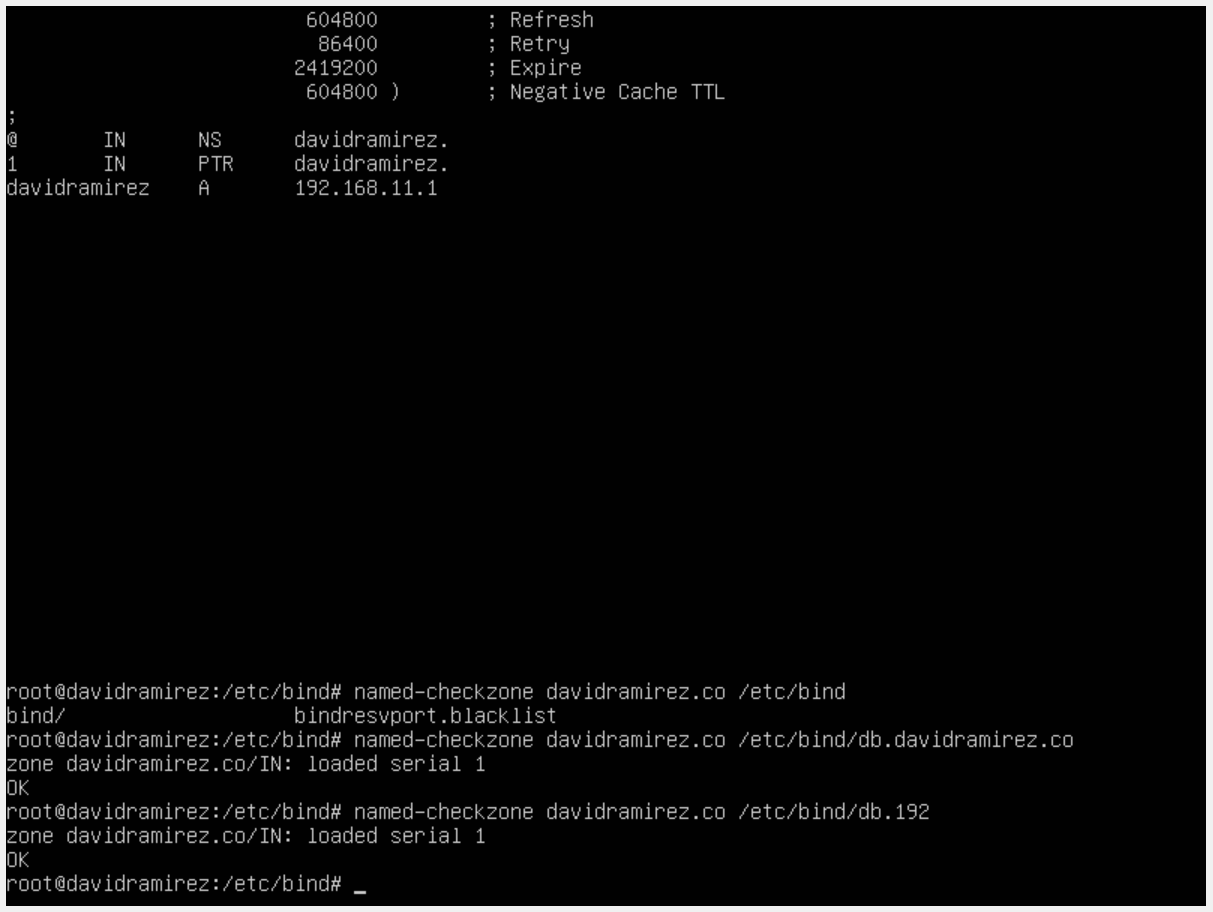 604800 ; Refresh
86400 ; Retry
2419200 ; Expire
604800 ) ; Negative Cache TTL
;
@ IN NS davidramirez.
1 IN PTR davidramirez.
davidramirez A 192.168.11.1
root@davidramirez:/etc/bind# named-checkzone davidramirez.co /etc/bind
bind/ bindresvport.blacklist
root@davidramirez:/etc/bind# named-checkzone davidramirez.co /etc/bind/db.davidramirez.co
zone davidramirez.co/IN: loaded serial 1
OK
root@davidramirez:/etc/bind# named-checkzone davidramirez.co /etc/bind/db.192
zone davidramirez.co/IN: loaded serial 1
OK
root@davidramirez:/etc/bind# _